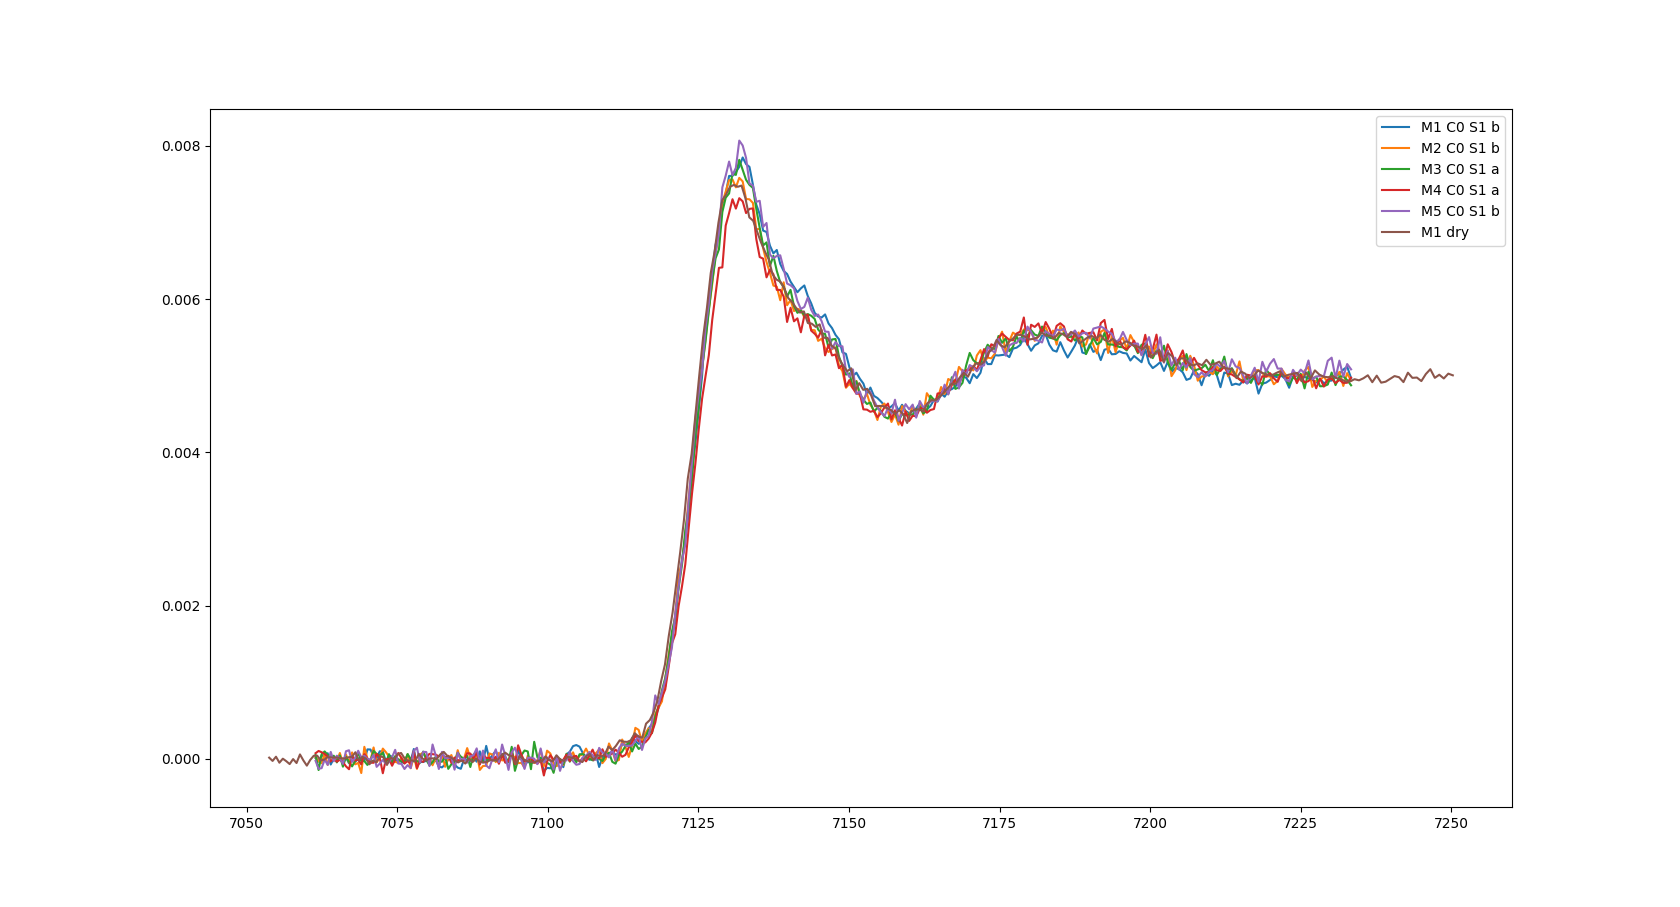 0.008
0.006
0.004
0.002
0.000
7050 7075 7100 7125 7150 7175 7200 7225 7250
M1 C0 S1 b
M2 C0 S1 b
M3 C0 S1 a
M4 C0 S1 a
M5 C0 S1 b
M1 dry